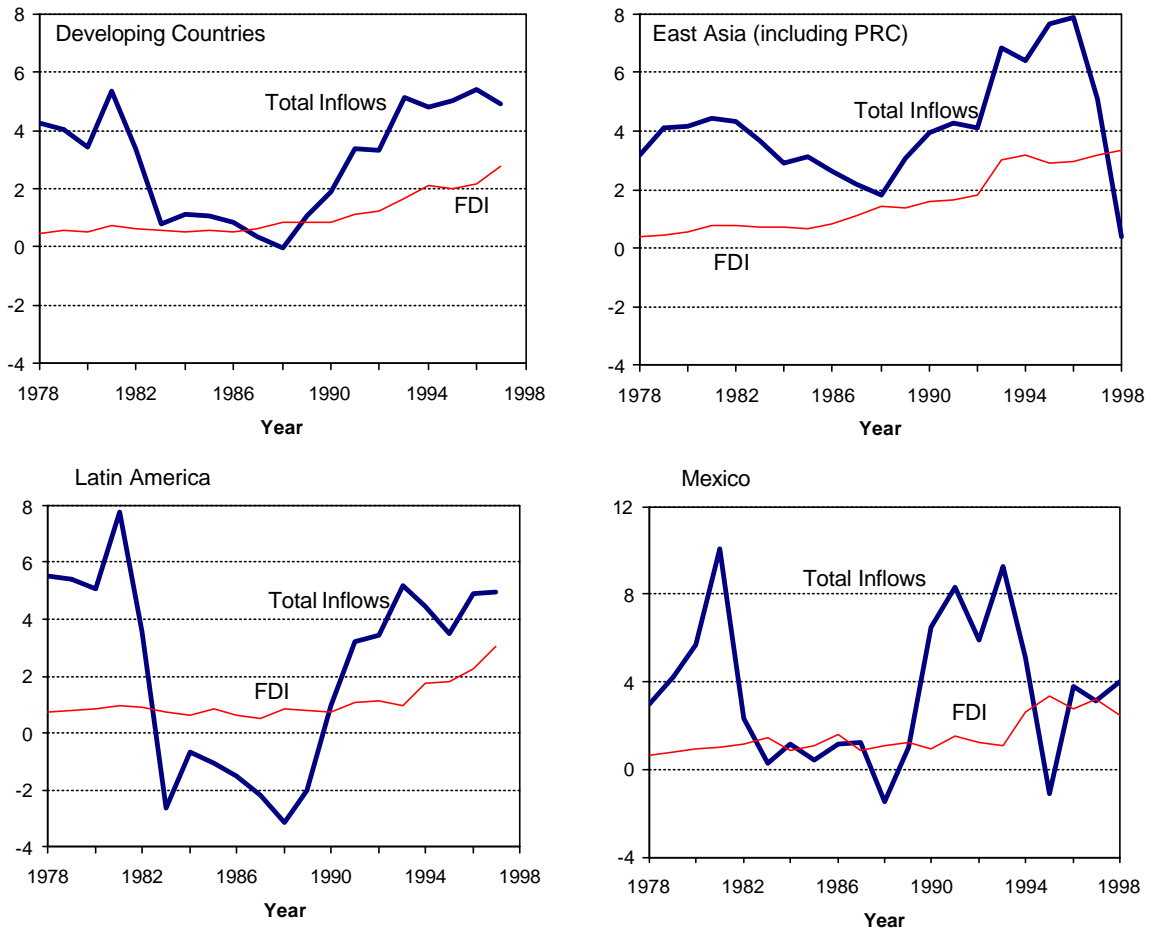 Developing Countries
Total Inflows
FDI
8
6
4
2
0
-2
-4
1978 1982 1986 1990 1994 1998
Year
East Asia (including PRC)
Total Inflows
FDI
8
6
4
2
0
-2
-4
1978 1982 1986 1990 1994 1998
Year
Latin America
Total Inflows
FDI
8
6
4
2
0
-2
-4
1978 1982 1986 1990 1994 1998
Year
Mexico
Total Inflows
FDI
12
8
4
0
-4
1978 1982 1986 1990 1994 1998
Year